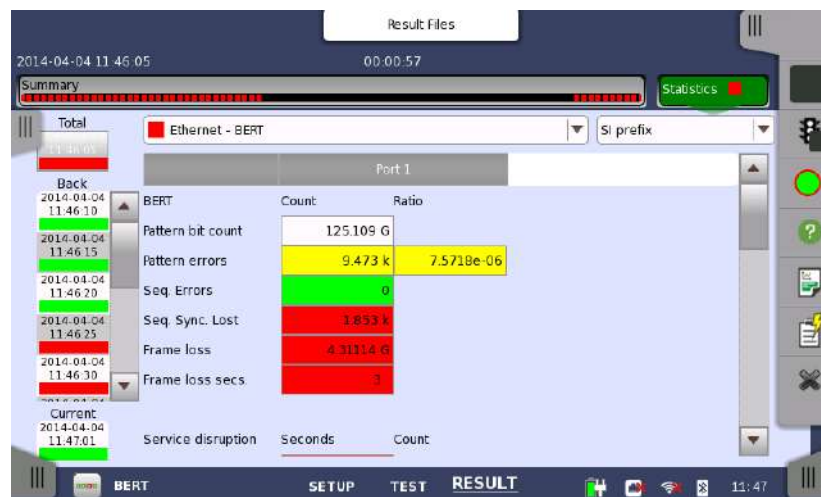 Result Files
2014-04-04 11:46:05 00:00:57
Summary
Statistics
Total
11:46:05
Ethernet - BERT
SI prefix
Port 1
Back
2014-04-04
11:46:10
2014-04-04
11:46:15
2014-04-04
11:46:20
2014-04-04
11:46:25
2014-04-04
11:46:30
BERT Count Ratio
Pattern bit count 125.109 G
Pattern errors 9.473 k 7.5718e-06
Seq. Errors 0
Seq. Sync. Lost 1.853 k
Frame loss 4.31114 G
Frame loss secs. 3
Current
2014-04-04
11:47:01
Service disruption Seconds Count
BERT SETUP TEST RESULT 11:47